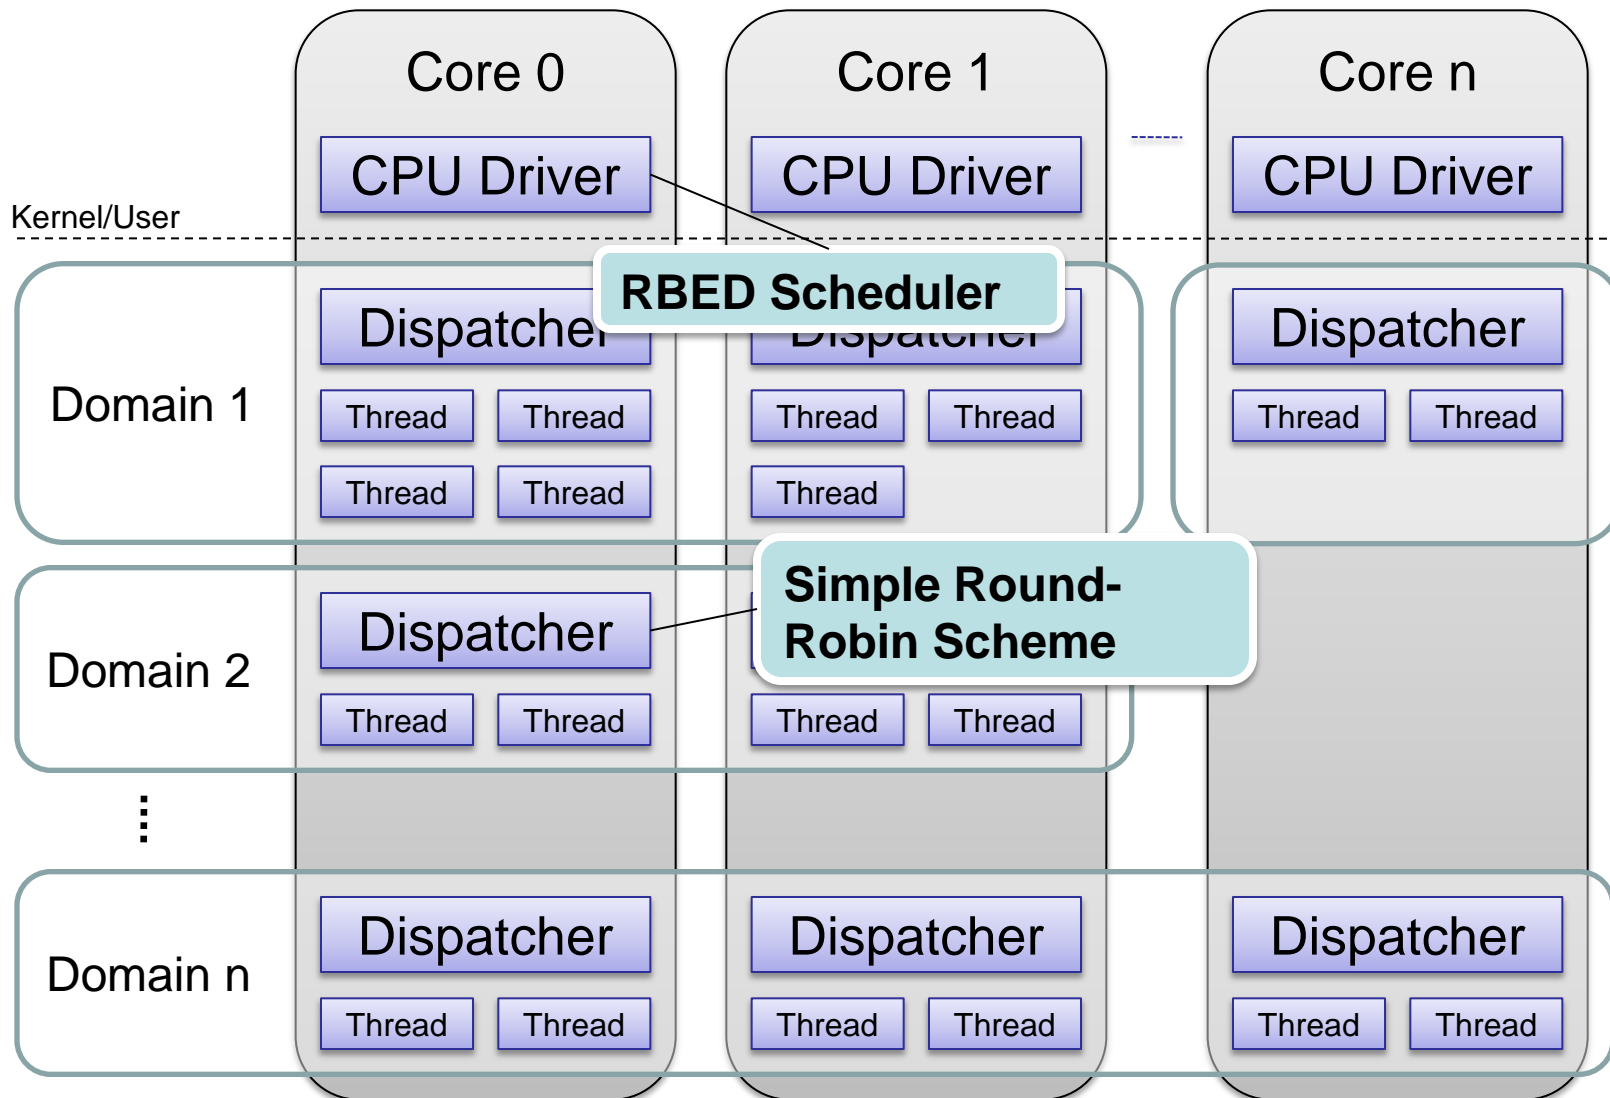 Core 0
Core 1
Core n
CPU Driver
CPU Driver
CPU Driver
Kernel/User
RBED Scheduler
Dispatcher
Dispatcher
Dispatcher
Domain 1
Thread
Thread
Thread
Thread
Thread
Thread
Thread
Thread
Thread
Simple Round-
Robin Scheme
Dispatcher
Domain 2
Thread
Thread
Thread
Thread
Dispatcher
Dispatcher
Dispatcher
Domain n
Thread
Thread
Thread
Thread
Thread
Thread